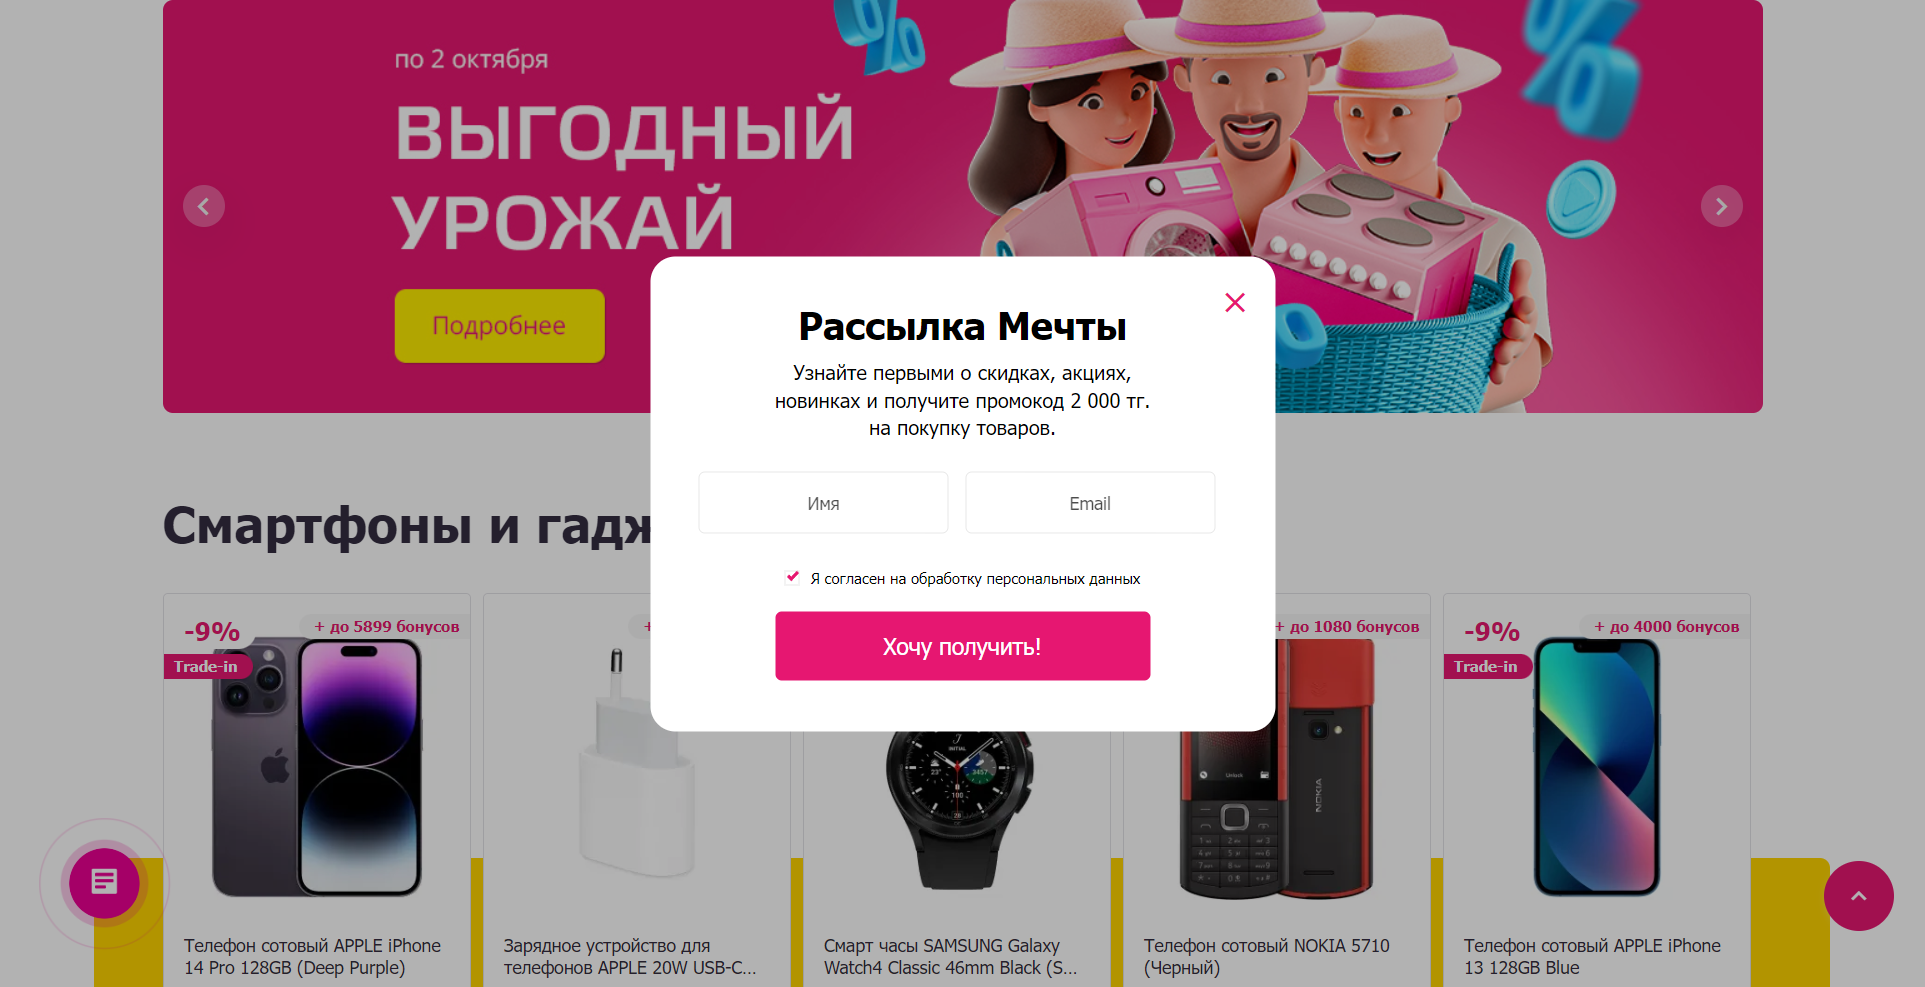 по 2 октября
ВЫГОДНЫЙ
УРОЖАЙ
Подробнее
Рассылка Мечты
Узнайте первыми о скидках, акциях,
новинках и получите промокод 2 000 тг.
на покупку товаров.
Имя
Email
Я согласен на обработку персональных данных
Хочу получить!
Смартфоны и
-9%
+ до 5899 бонусов
Trade-in
Телефон сотовый APPLE iPhone
14 Pro 128GB (Deep Purple)
+
Зарядное устройство для
телефонов APPLE 20W USB-C...
INITIAL
Смарт часы SAMSUNG Galaxy
Watch4 Classic 46mm Black (S...
+ до 1080 бонусов
Unlock
NOKIA
Телефон сотовый NOKIA 5710
(Черный)
-9%
+ до 4000 бонусов
Trade-in
Телефон сотовый APPLE iPhone
13 128GB Blue